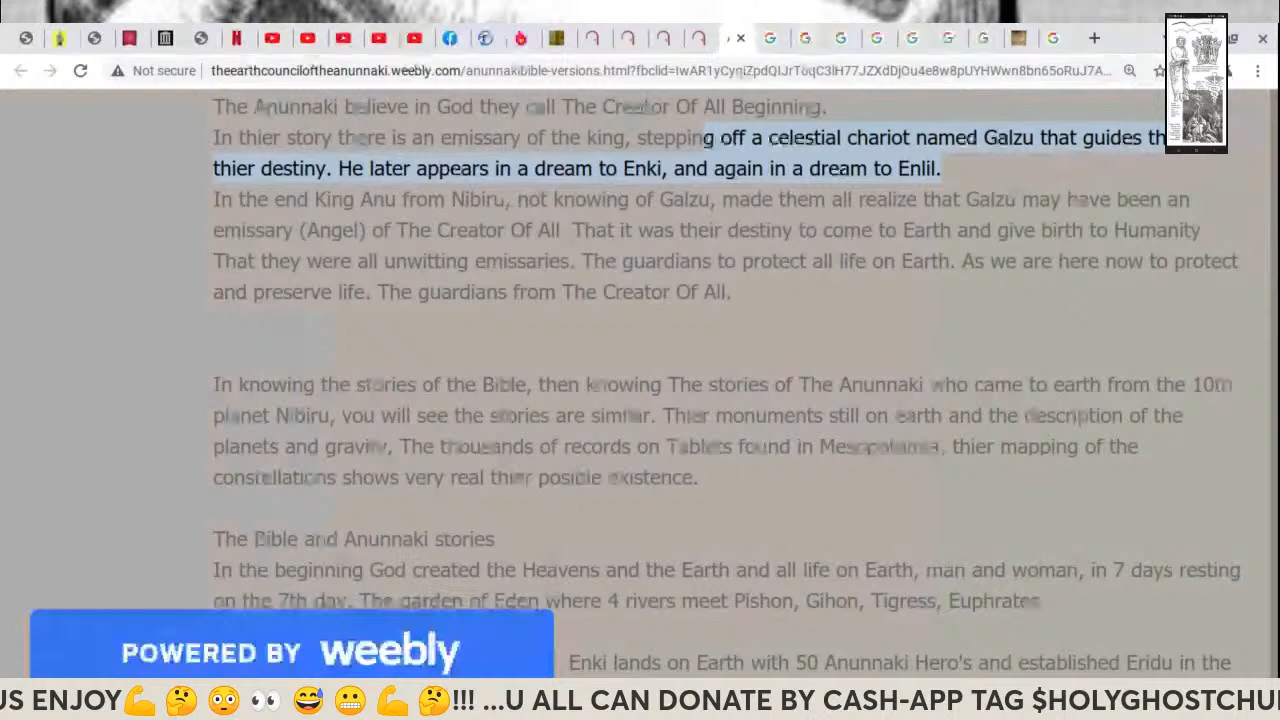 Not secure | theearthcounciloftheanunnaki.weebly.com/anunnaki-bible-versions.html?fbclid=
The Anunnaki believe in God they call The Creator Of All Beginning.
In thier story there is an emissary of the king, stepping off a celestial chariot named Galzu that guides
thier destiny. He later appears in a dream to Enki, and again in a dream to Enlil.
In the end King Anu from Nibiru, not knowing of Galzu, made them all realize that Galzu may have been an
emissary (Angel) of The Creator Of All That it was their destiny to come to Earth and give birth to Humanity
That they were all unwitting emissaries. The guardians to protect all life on Earth. As we are here now to protect
and preserve life. The guardians from The Creator Of All.
In knowing the stories of the Bible, then knowing The stories of The Anunnaki who came to earth from the 10th
planet Nibiru, you will see the stories are similar. Thier monuments still on earth and the description of the
planets and gravity, The thousands of records on Tablets found in Mesopotamia, thier mapping of the
constellations shows very real thier posible existence.
The Bible and Anunnaki stories
In the beginning God created the Heavens and the Earth and all life on Earth, man and woman, in 7 days resting
on the 7th day. The garden of Eden where 4 rivers meet Pishon, Gihon, Tigress, Euphrates
POWERED BY weebly
Enki lands on Earth with 50 Anunnaki Hero's and established Eridu in the
US ENJOY💪 🤔 😳 👀 😅 😬 💪 🤔!!! ...U ALL CAN DONATE BY CASH-APP TAG $HOLYGHOSTCHU